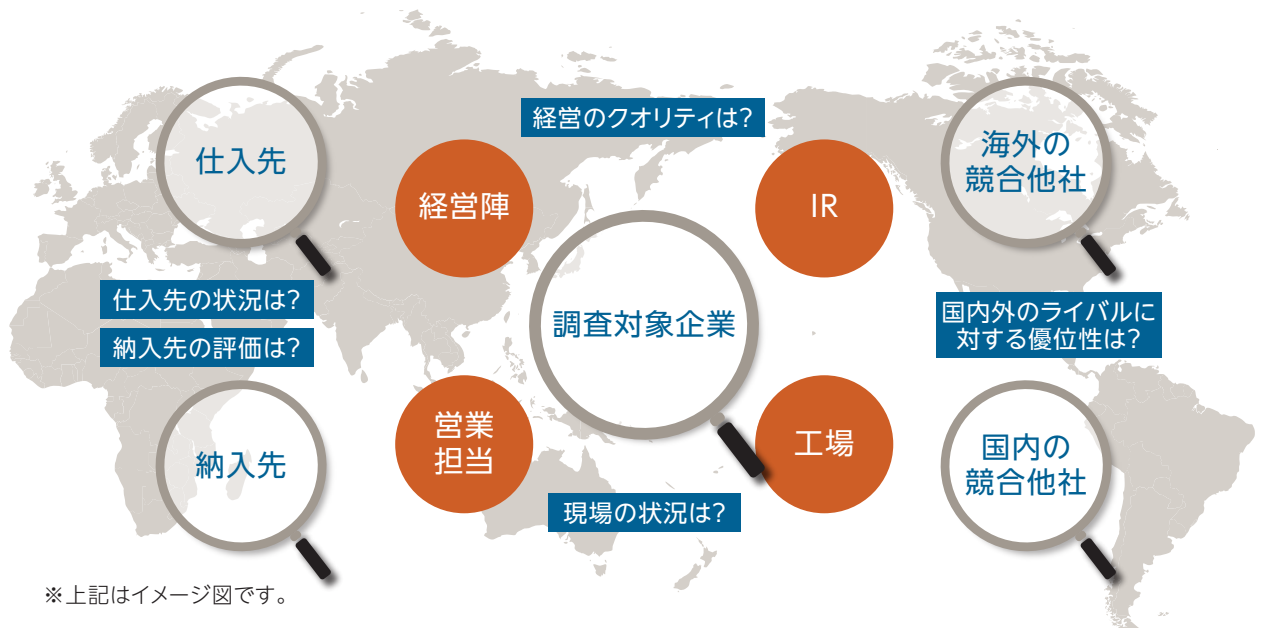 経営のクオリティは?
仕入先
経営陣
IR
海外の
競合他社
仕入先の状況は?
納入先の評価は?
調査対象企業
国内外のライバルに
対する優位性は?
納入先
営業
担当
工場
国内の
競合他社
現場の状況は?
※上記はイメージ図です。